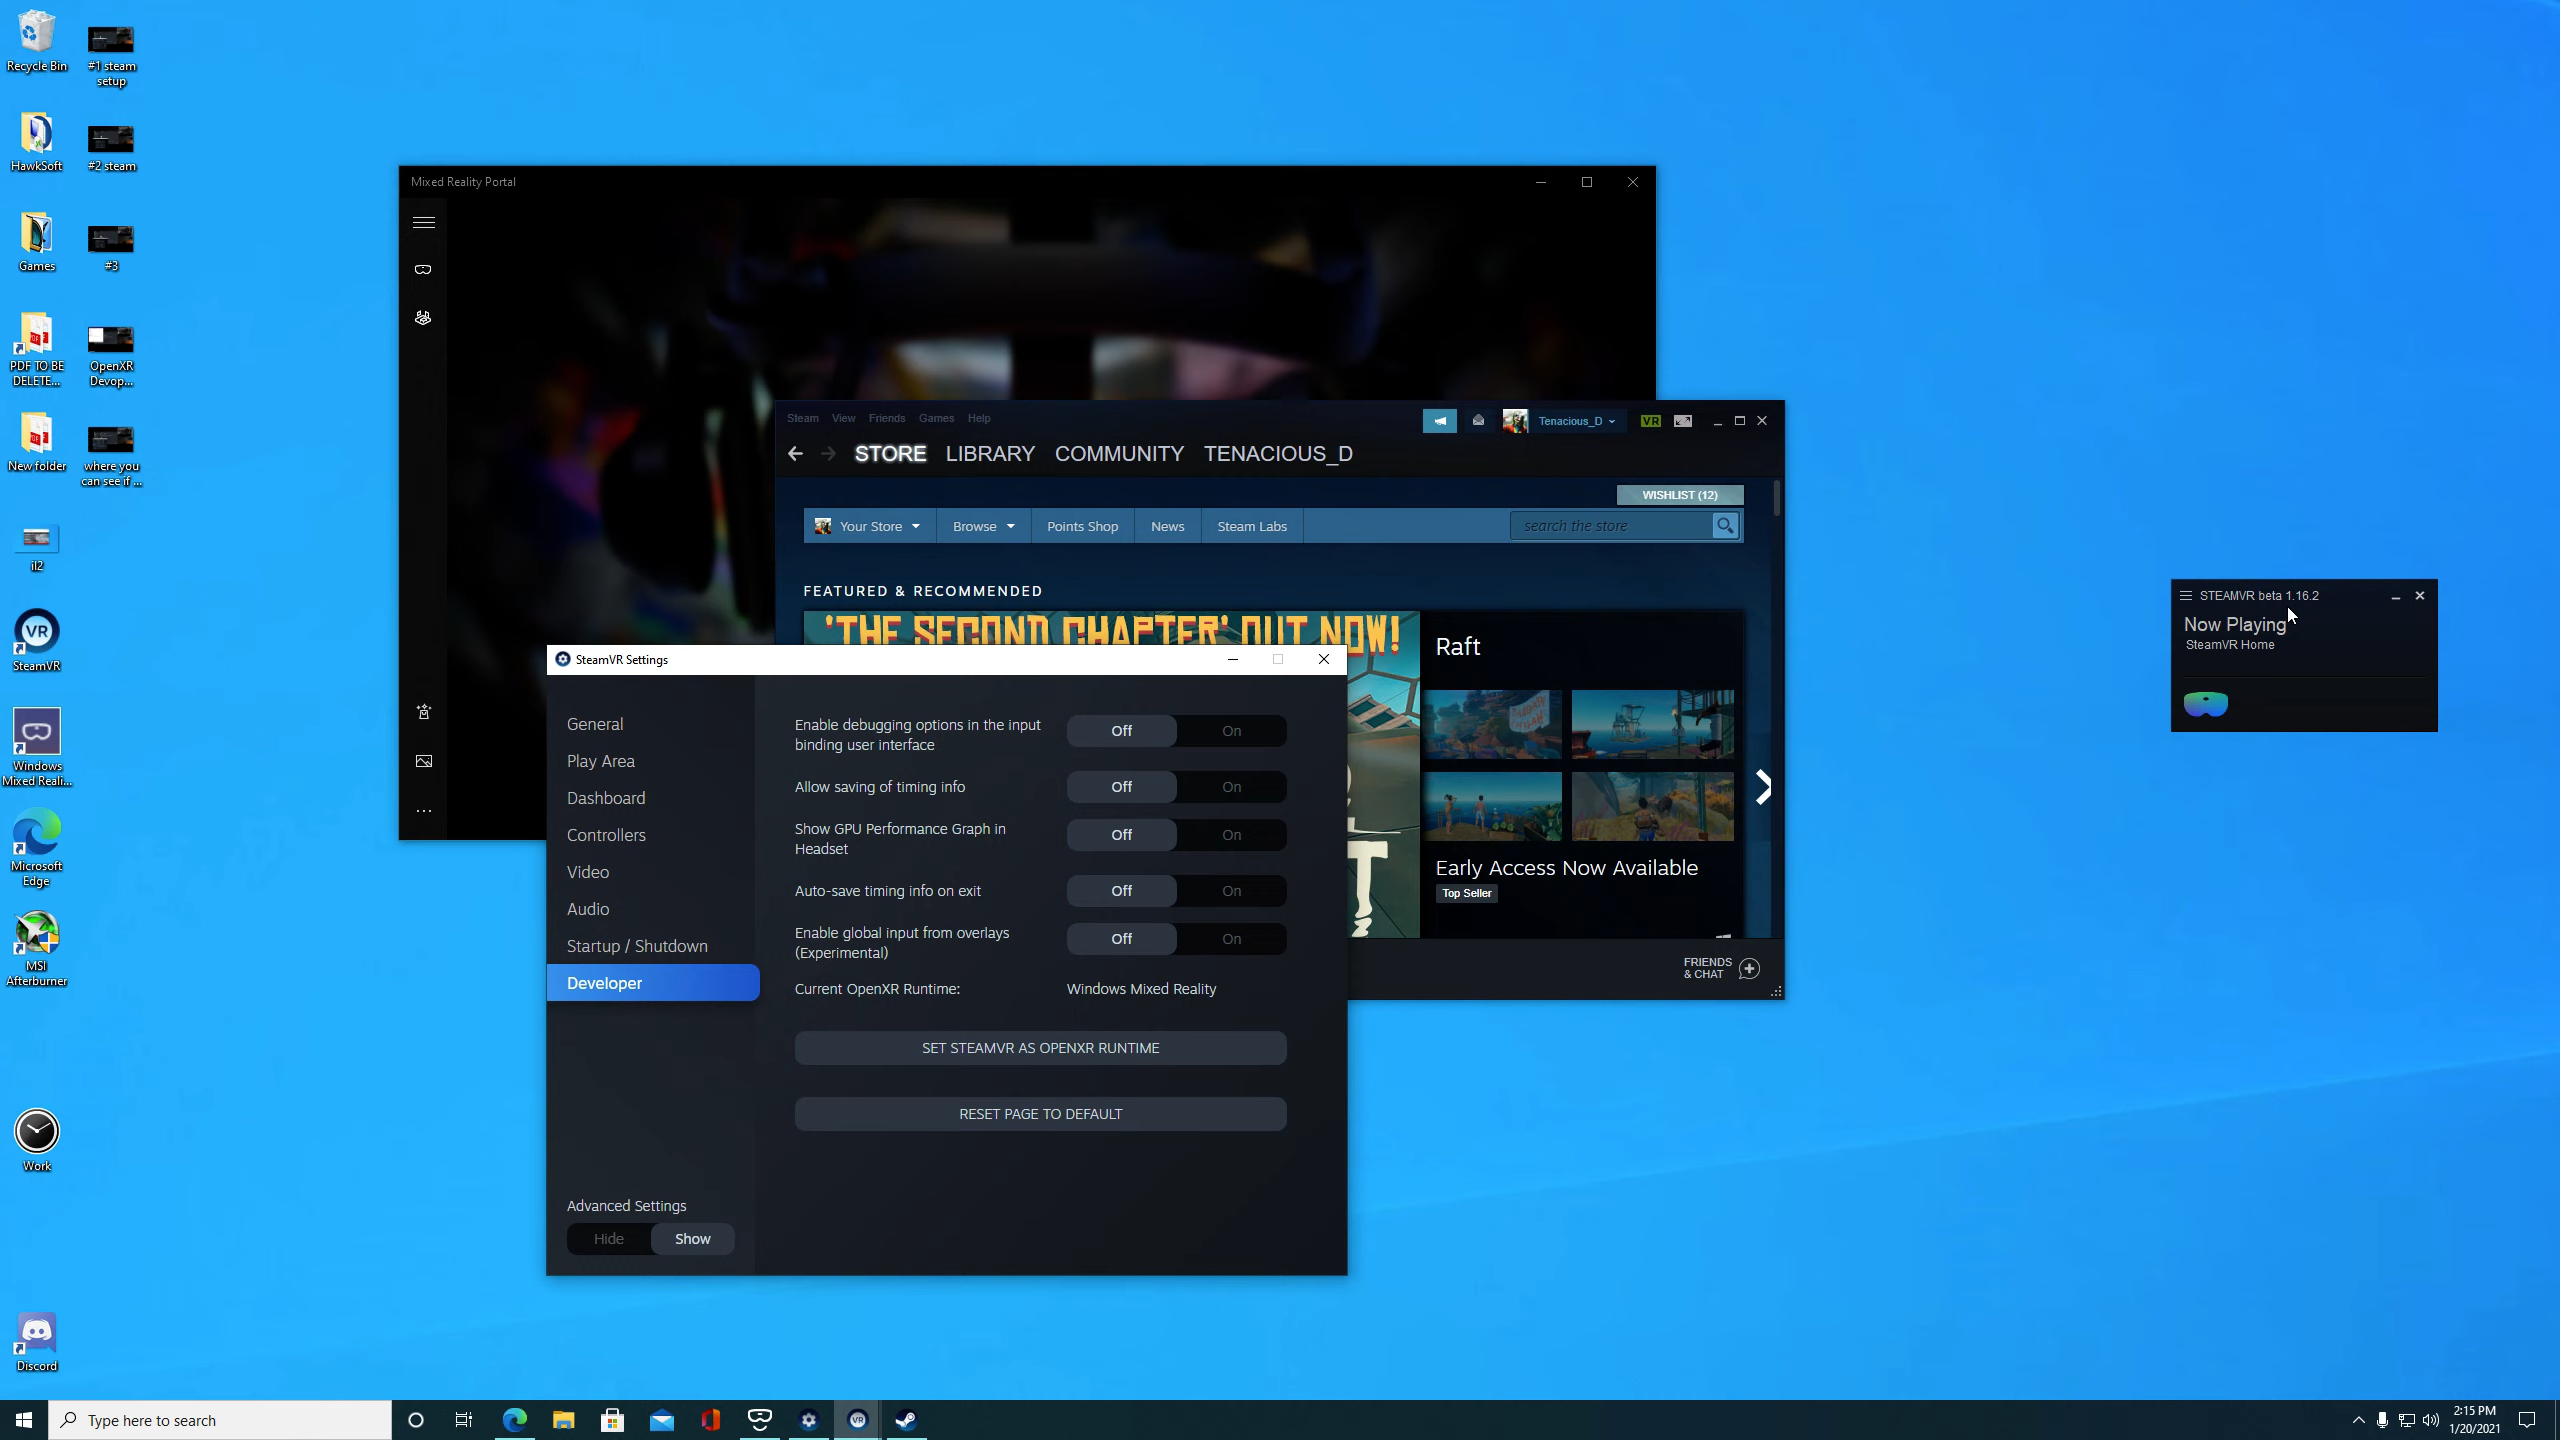 Recycle Bin
#1 steam
setup
HawkSoft
#2 steam
Games
#3
PDF TO BE
DELETE...
OpenXR
Devop...
New folder
where you
can see if ...
il2
SteamVR
Windows
Mixed Reali...
Microsoft
Edge
MSI
Afterburner
Work
Discord
Mixed Reality Portal
Steam View Friends Games Help
Tenacious_D
VR
STORE LIBRARY COMMUNITY TENACIOUS_D
WISHLIST (12)
Your Store Browse Points Shop News Steam Labs
search the store
FEATURED & RECOMMENDED
'THE SECOND CHAPTER' OUT NOW!
Raft
Early Access Now Available
Top Seller
FRIENDS
& CHAT
SteamVR Settings
General
Play Area
Dashboard
Controllers
Video
Audio
Startup / Shutdown
Developer
Advanced Settings
Hide Show
Enable debugging options in the input
binding user interface
Off On
Allow saving of timing info
Off On
Show GPU Performance Graph in
Headset
Off On
Auto-save timing info on exit
Off On
Enable global input from overlays
(Experimental)
Off On
Current OpenXR Runtime: Windows Mixed Reality
SET STEAMVR AS OPENXR RUNTIME
RESET PAGE TO DEFAULT
STEAMVR beta 1.16.2
Now Playing
SteamVR Home
Type here to search
2:15 PM
1/20/2021